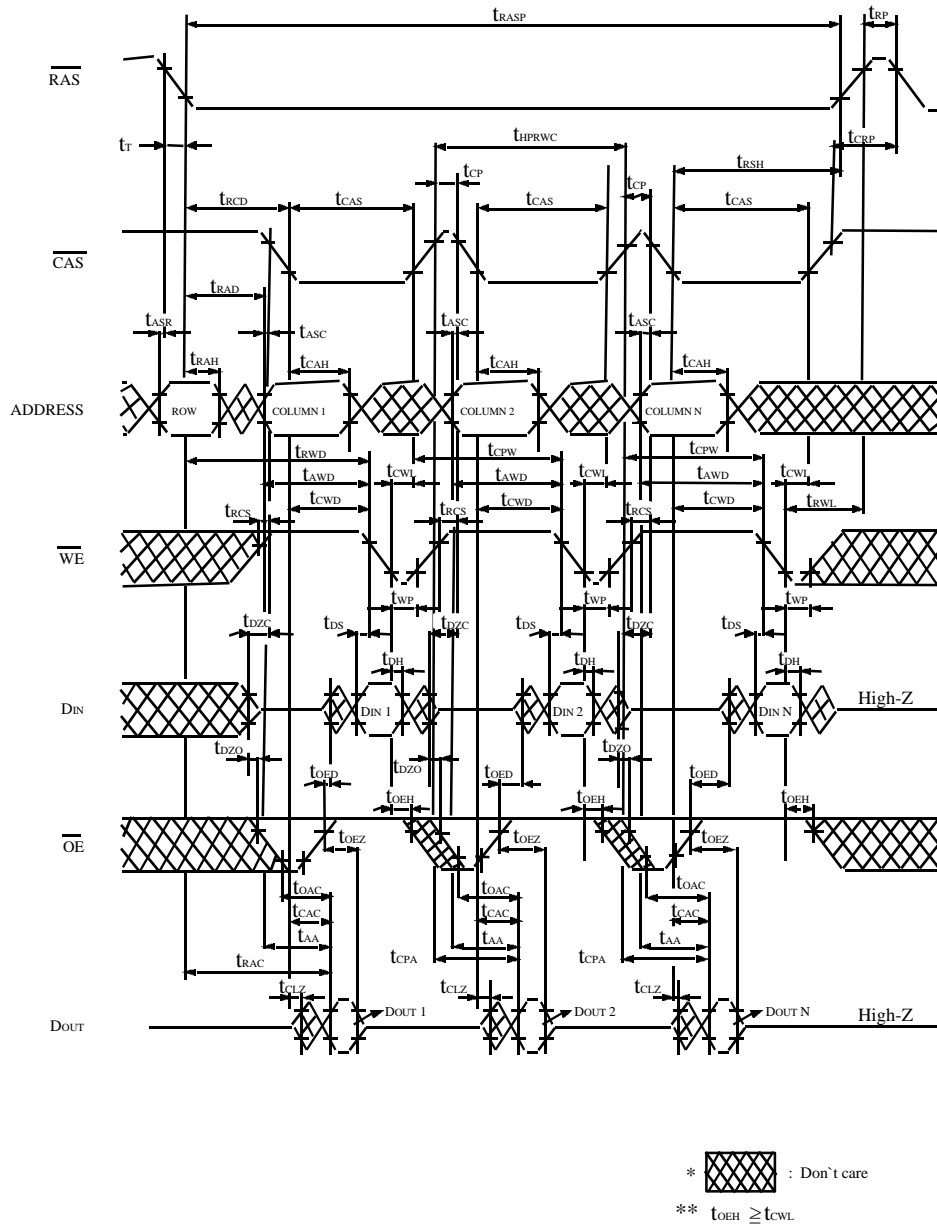 tRASP
tRP
RAS
tT
tHPRWC
tCRP
tRSH
tCP
tCP
tRCD
tCAS
tCAS
tCAS
CAS
tRAD
tASR
tASC
tASC
tASC
tRAH
tCAH
tCAH
tCAH
ADDRESS
ROW
COLUMN 1
COLUMN 2
COLUMN N
tRWD
tCPW
tCPW
tAWD
tCWL
tAWD
tCWL
tAWD
tCWL
tRCS
tCWD
tRCS
tCWD
tRCS
tCWD
tRWL
WE
tWP
tWP
tWP
tDZC
tDS
tDZC
tDS
tDZC
tDS
tDH
tDH
tDH
DIN
DIN 1
DIN 2
DIN N
High-Z
tDZO
tDZO
tDZO
tOED
tOED
tOED
tOEH
tOEH
tOEH
OE
tOEZ
tOEZ
tOEZ
tOAC
tOAC
tOAC
tCAC
tCAC
tCAC
tAA
tAA
tAA
tRAC
tCPA
tCPA
tCLZ
tCLZ
tCLZ
DOUT
DOUT 1
DOUT 2
DOUT N
High-Z
* : Don`t care
** tOEH ≧ tCWL